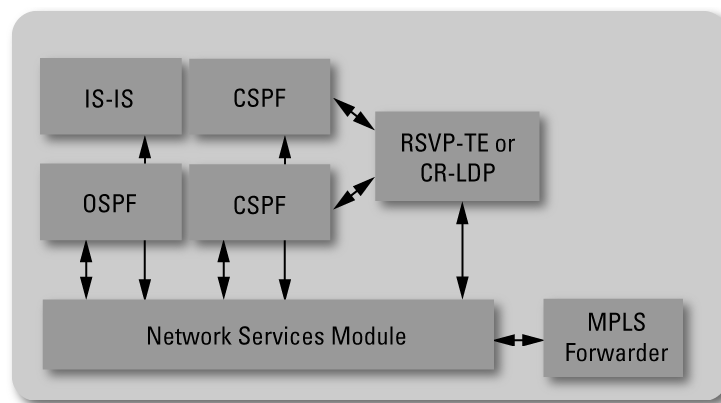 IS-IS
CSPF
RSVP-TE or
CR-LDP
OSPF
CSPF
Network Services Module
MPLS
Forwarder